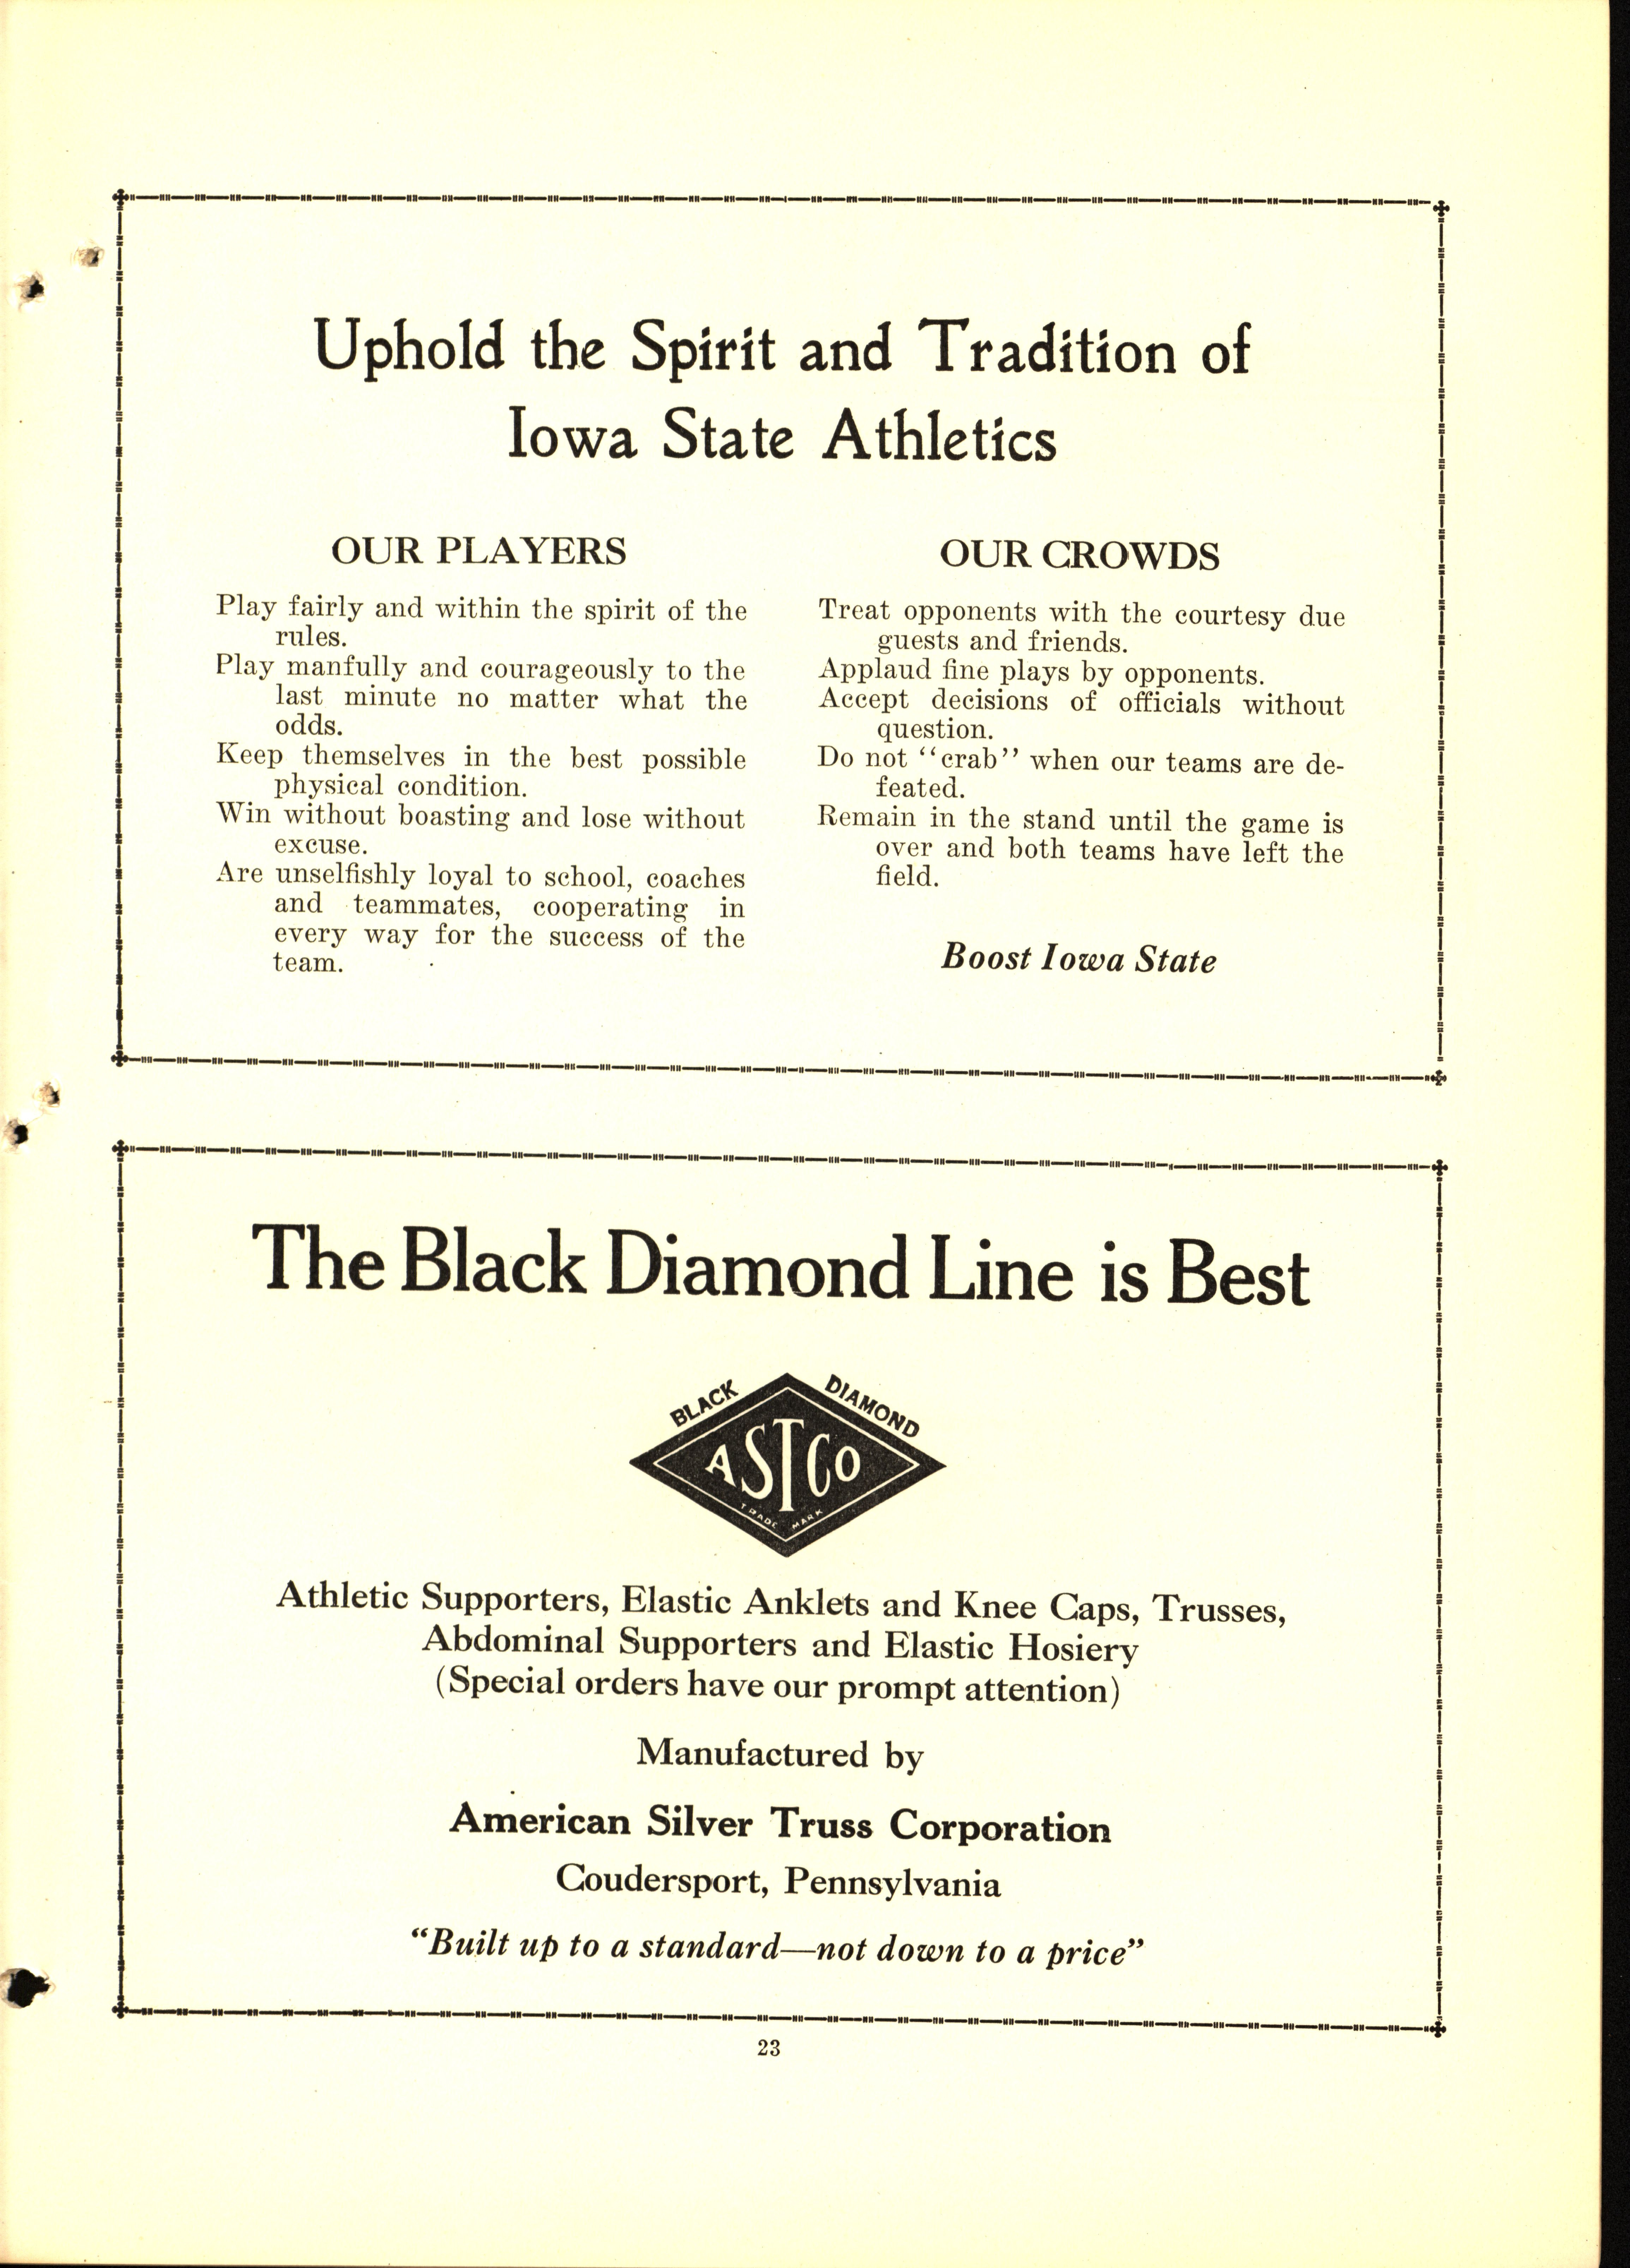 Uphold the Spirit and Tradition of
Iowa State Athletics
OUR PLAYERS
Play fairly and within the spirit of the
rules.
Play manfully and courageously to the
last minute no matter what the
odds.
Keep themselves in the best possible
physical condition.
Win without boasting and lose without
excuse.
Are unselfishly loyal to school, coaches
and teammates, cooperating in
every way for the success of the
team.
OUR CROWDS
Treat opponents with the courtesy due
guests and friends.
Applaud fine plays by opponents.
Accept decisions of officials without
question.
Do not "crab" when our teams are de-
feated.
Remain in the stand until the game is
over and both teams have left the
field.
Boost Iowa State
The Black Diamond Line is Best
BLACK DIAMOND
ASTCO
TRADE MARK
Athletic Supporters, Elastic Anklets and Knee Caps, Trusses,
Abdominal Supporters and Elastic Hosiery
(Special orders have our prompt attention)
Manufactured by
American Silver Truss Corporation
Coudersport, Pennsylvania
"Built up to a standard—not down to a price"
23